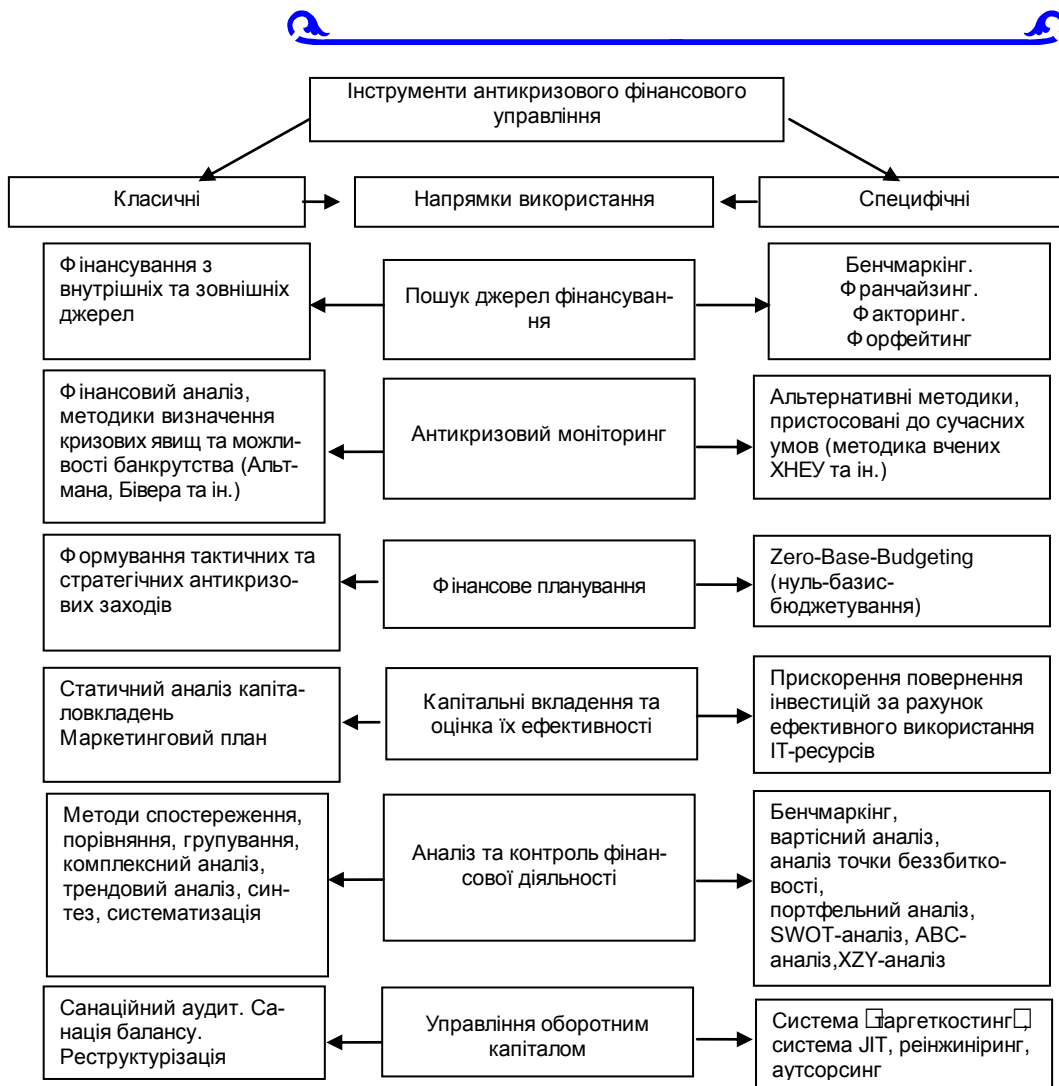 Інструменти антикризового фінансового
управління
Класичні
Напрямки використання
Специфічні
Фінансування з
внутрішніх та зовнішніх
джерел
Пошук джерел фінансуван-
ня
Бенчмаркінг.
Франчайзинг.
Факторинг.
Форфейтинг
Фінансовий аналіз,
методики визначення
кризових явищ та можли-
вості банкрутства (Альт-
мана, Бівера та ін.)
Антикризовий моніторинг
Альтернативні методики,
пристосовані до сучасних
умов (методика вчених
ХНЕУ та ін.)
Формування тактичних та
стратегічних антикризо-
вих заходів
Фінансове планування
Zero-Base-Budgeting
(нуль-базис-
бюджетування)
Статичний аналіз капіта-
ловкладень
Маркетинговий план
Капітальні вкладення та
оцінка їх ефективності
Прискорення повернення
інвестицій за рахунок
ефективного використання
ІТ-ресурсів
Методи спостереження,
порівняння, групування,
комплексний аналіз,
трендовий аналіз, син-
тез, систематизація
Аналіз та контроль фінан-
сової діяльності
Бенчмаркінг,
вартісний аналіз,
аналіз точки беззбитко-
вості,
портфельний аналіз,
SWOT-аналіз, АВС-
аналіз,XZY-аналіз
Санаційний аудит. Са-
нація балансу.
Реструктурізація
Управління оборотним
капіталом
Система □таргеткостинг□,
система JIT, реінжиніринг,
аутсорсинг